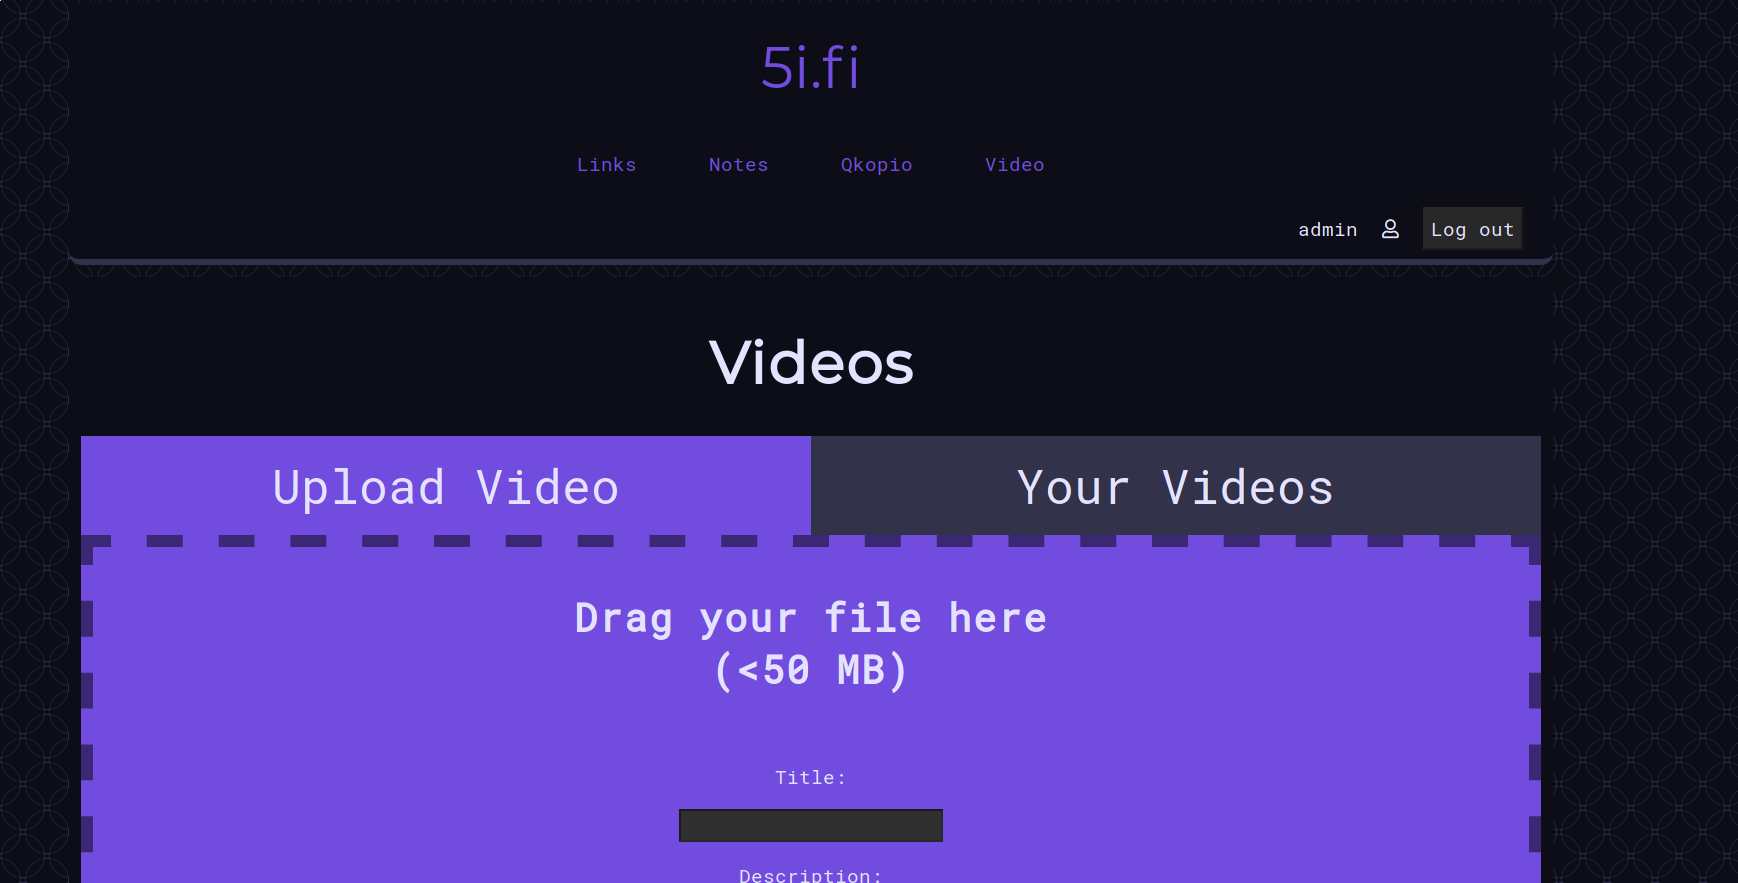 5i.fi
Links Notes Qkopio Video
admin Log out
Videos
Upload Video Your Videos
Drag your file here
(<50 MB)
Title:
Description: